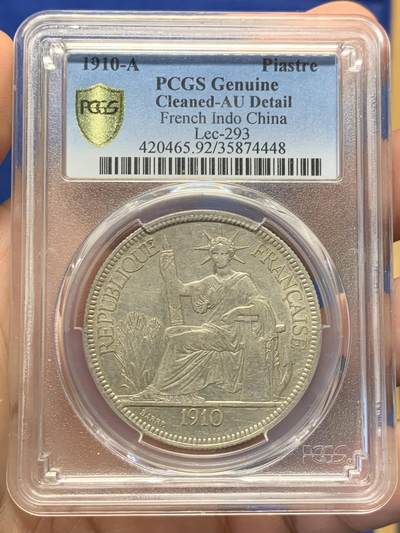 1910-A Piastre
PCGS Genuine
Cleaned-AU Detail
French Indo China
Lec-293
420465.92/35874448
PCGS
REPUBLIQUE FRANÇAISE
BARRE
1910
PCGS